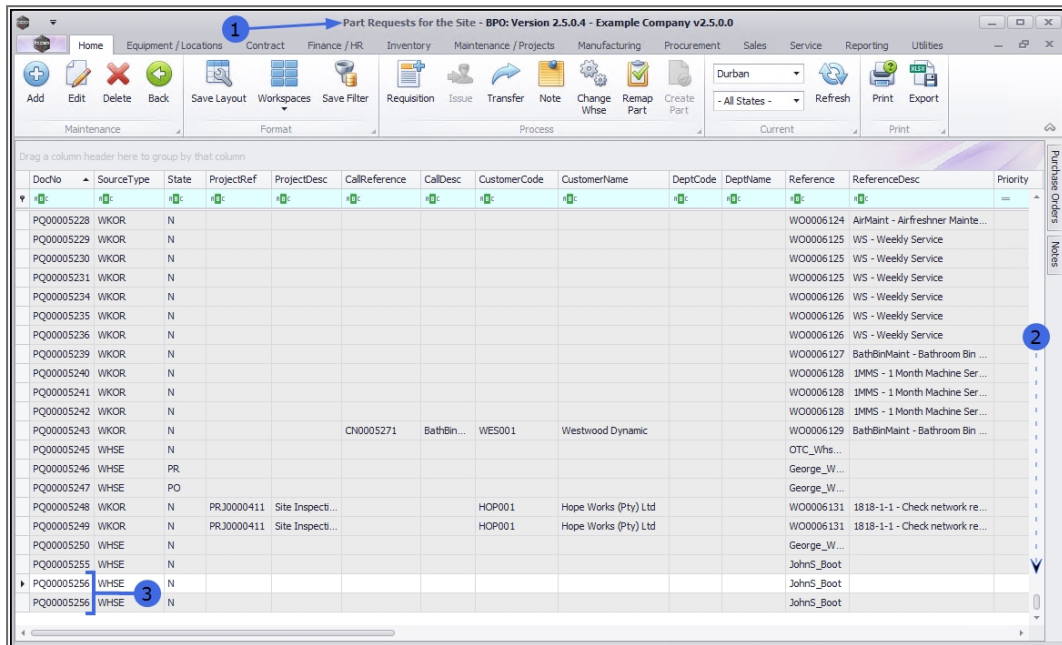 Part Requests for the Site - BPO: Version 2.5.0.4 - Example Company v2.5.0.0
1
Home Equipment / Locations Contract Finance / HR Inventory Maintenance / Projects Manufacturing Procurement Sales Service Reporting Utilities
Add Edit Delete Back Save Layout Workspaces Save Filter Requisition Issue Transfer Note Change Whse Remap Part Create Part Durban - All States - Refresh Print Export
Maintenance Format Process Current Print
Drag a column header here to group by that column
DocNo SourceType State ProjectRef ProjectDesc CallReference CallDesc CustomerCode CustomerName DeptCode DeptName Reference ReferenceDesc Priority
Purchase Orders
Notes
PQ00005228 WKOR N WO0006124 AirMaint - Airfreshner Mainte...
PQ00005229 WKOR N WO0006125 WS - Weekly Service
PQ00005230 WKOR N WO0006125 WS - Weekly Service
PQ00005231 WKOR N WO0006125 WS - Weekly Service
PQ00005234 WKOR N WO0006126 WS - Weekly Service
PQ00005235 WKOR N WO0006126 WS - Weekly Service
PQ00005236 WKOR N WO0006126 WS - Weekly Service
2
PQ00005239 WKOR N WO0006127 BathBinMaint - Bathroom Bin ...
PQ00005240 WKOR N WO0006128 1MMS - 1 Month Machine Ser...
PQ00005241 WKOR N WO0006128 1MMS - 1 Month Machine Ser...
PQ00005242 WKOR N WO0006128 1MMS - 1 Month Machine Ser...
PQ00005243 WKOR N CN0005271 BathBin... WES001 Westwood Dynamic WO0006129 BathBinMaint - Bathroom Bin ...
PQ00005245 WHSE N OTC_Whs...
PQ00005246 WHSE PR George_W...
PQ00005247 WHSE PO George_W...
PQ00005248 WKOR N PRJ0000411 Site Inspecti... HOP001 Hope Works (Pty) Ltd WO0006131 1818-1-1 - Check network re...
PQ00005249 WKOR N PRJ0000411 Site Inspecti... HOP001 Hope Works (Pty) Ltd WO0006131 1818-1-1 - Check network re...
PQ00005250 WHSE N George_W...
PQ00005255 WHSE N JohnS_Boot
PQ00005256 WHSE N JohnS_Boot
3
PQ00005256 WHSE N JohnS_Boot